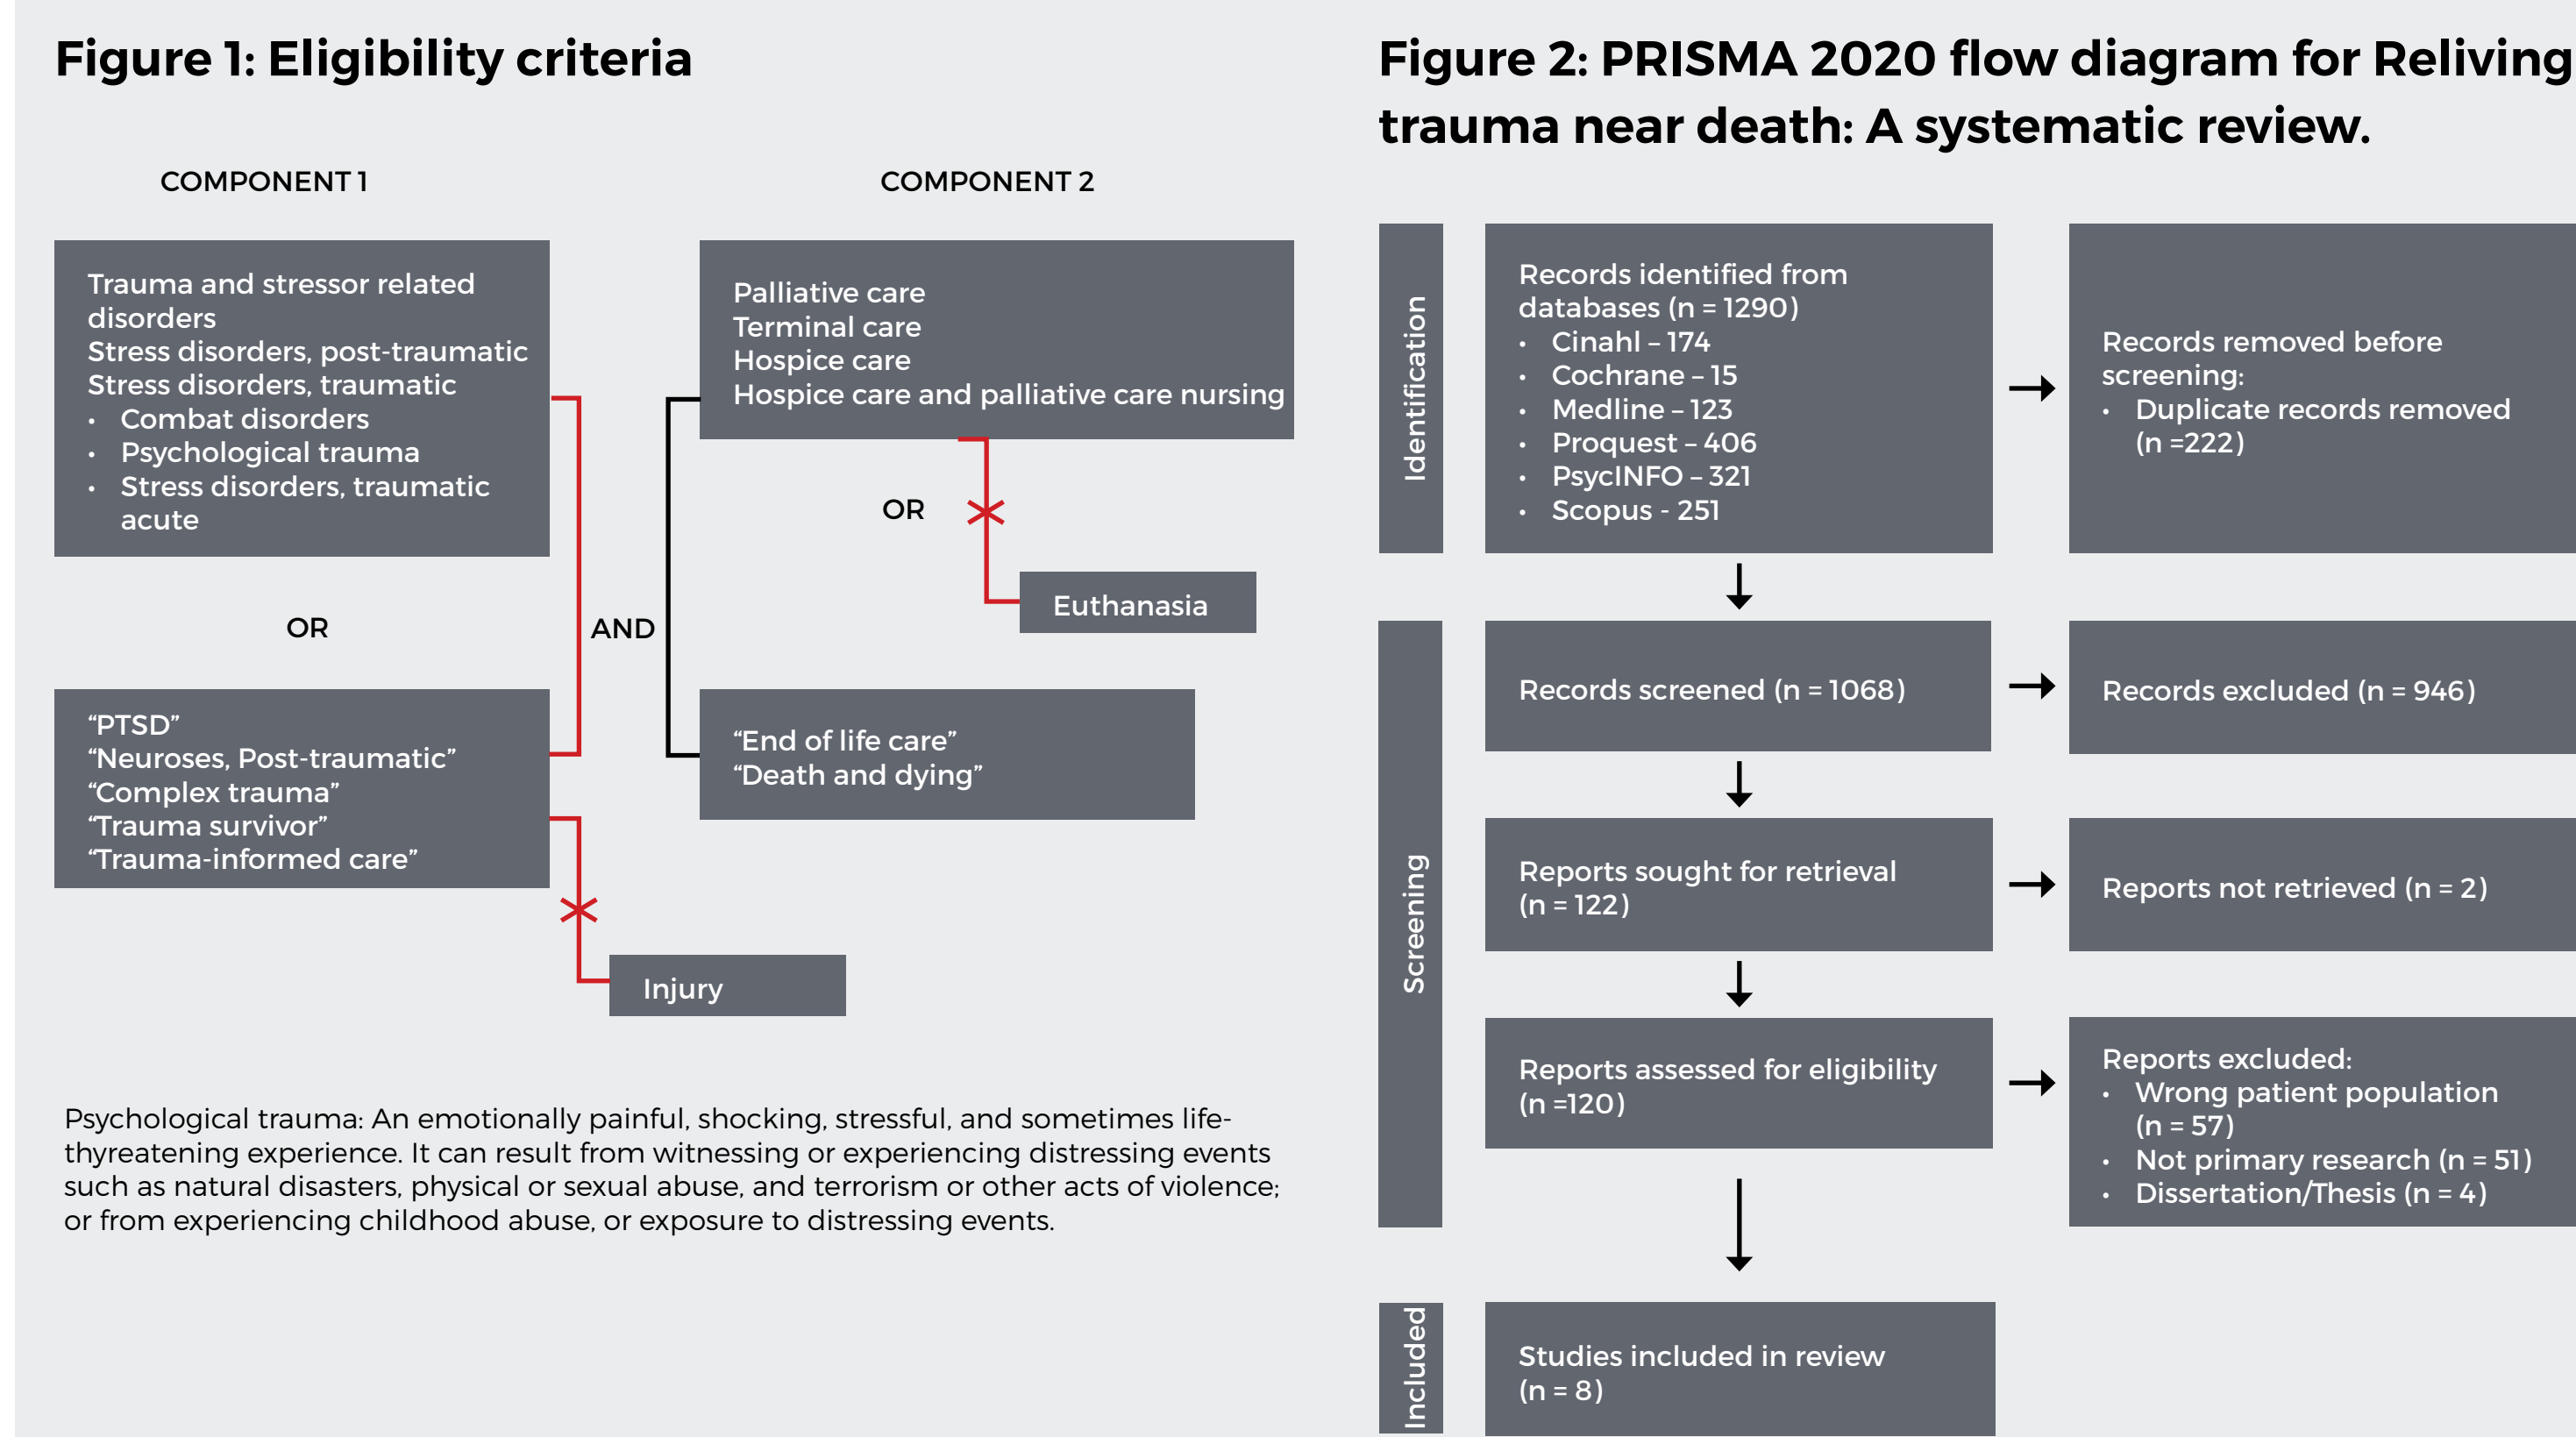 Figure 1: Eligibility criteria
COMPONENT 1
COMPONENT 2
Trauma and stressor related
disorders
Stress disorders, post-traumatic
Stress disorders, traumatic
• Combat disorders
• Psychological trauma
• Stress disorders, traumatic
acute
OR
“PTSD”
“Neuroses, Post-traumatic”
“Complex trauma”
“Trauma survivor”
“Trauma-informed care”
Injury
AND
Palliative care
Terminal care
Hospice care
Hospice care and palliative care nursing
OR
Euthanasia
“End of life care”
“Death and dying”
Psychological trauma: An emotionally painful, shocking, stressful, and sometimes life-
thyreatening experience. It can result from witnessing or experiencing distressing events
such as natural disasters, physical or sexual abuse, and terrorism or other acts of violence;
or from experiencing childhood abuse, or exposure to distressing events.
Figure 2: PRISMA 2020 flow diagram for Reliving
trauma near death: A systematic review.
Identification
Records identified from
databases (n = 1290)
• Cinahl – 174
• Cochrane – 15
• Medline – 123
• Proquest – 406
• PsycINFO – 321
• Scopus - 251
Records removed before
screening:
• Duplicate records removed
(n =222)
Screening
Records screened (n = 1068)
Records excluded (n = 946)
Reports sought for retrieval
(n = 122)
Reports not retrieved (n = 2)
Reports assessed for eligibility
(n =120)
Reports excluded:
• Wrong patient population
(n = 57)
• Not primary research (n = 51)
• Dissertation/Thesis (n = 4)
Included
Studies included in review
(n = 8)